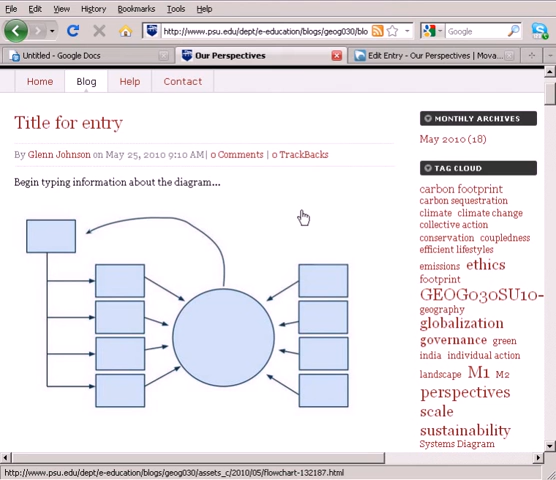 File Edit View History Bookmarks Tools Help
http://www.psu.edu/dept/e-education/blogs/geog030/blo
Google
Untitled - Google Docs
Our Perspectives
Edit Entry - Our Perspectives | Mova...
Home Blog Help Contact
Title for entry
By Glenn Johnson on May 25, 2010 9:10 AM | 0 Comments | 0 TrackBacks
Begin typing information about the diagram...
MONTHLY ARCHIVES
May 2010 (18)
TAG CLOUD
carbon footprint
carbon sequestration
climate climate change
collective action
conservation coupledness
efficient lifestyles
emissions ethics
footprint
GEOG030SU10-
geography
globalization
governance green
india individual action
landscape M1 M2
perspectives
scale
sustainability
Systems Diagram
http://www.psu.edu/dept/e-education/blogs/geog030/assets_c/2010/05/flowchart-132187.html